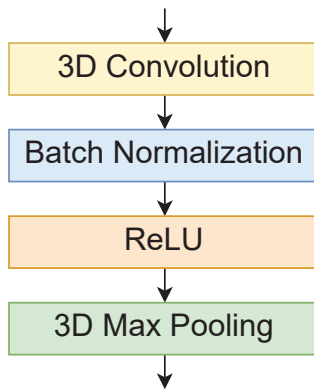 3D Convolution
Batch Normalization
ReLU
3D Max Pooling